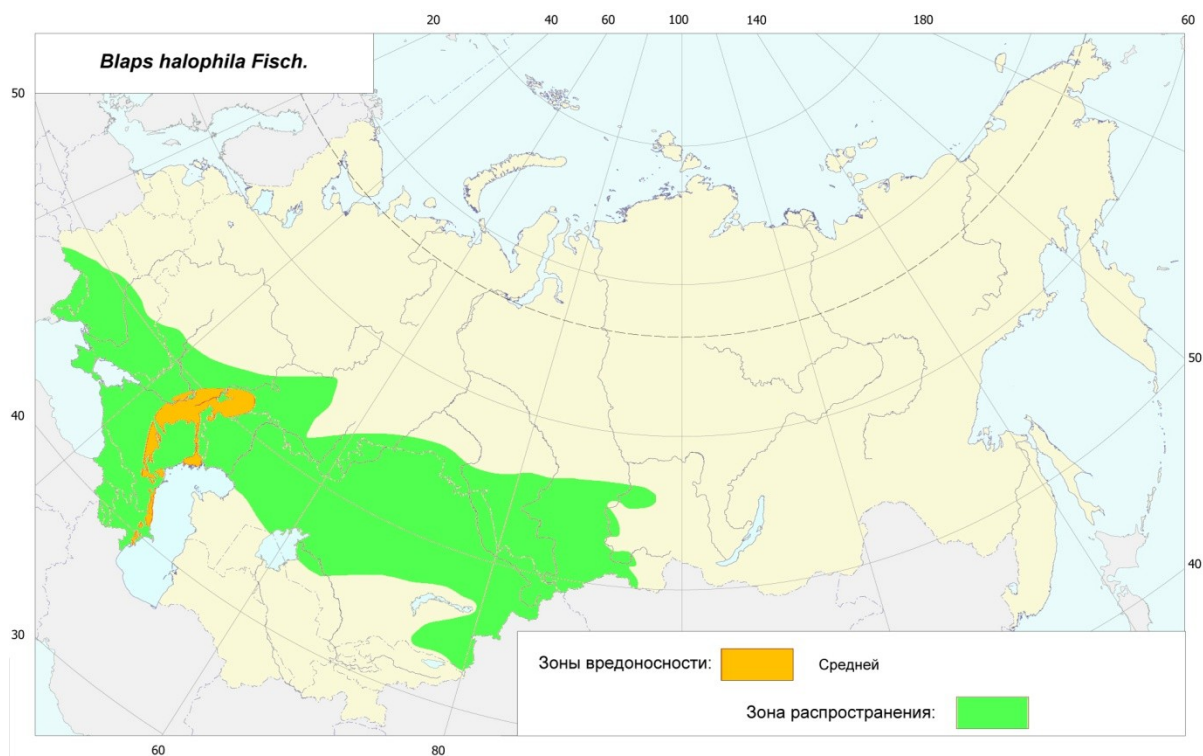 20 40 60 100 140 180 60
Blaps halophila Fisch.
50
50
40
40
30
Зоны вредоносности: Средней
Зона распространения:
60 80